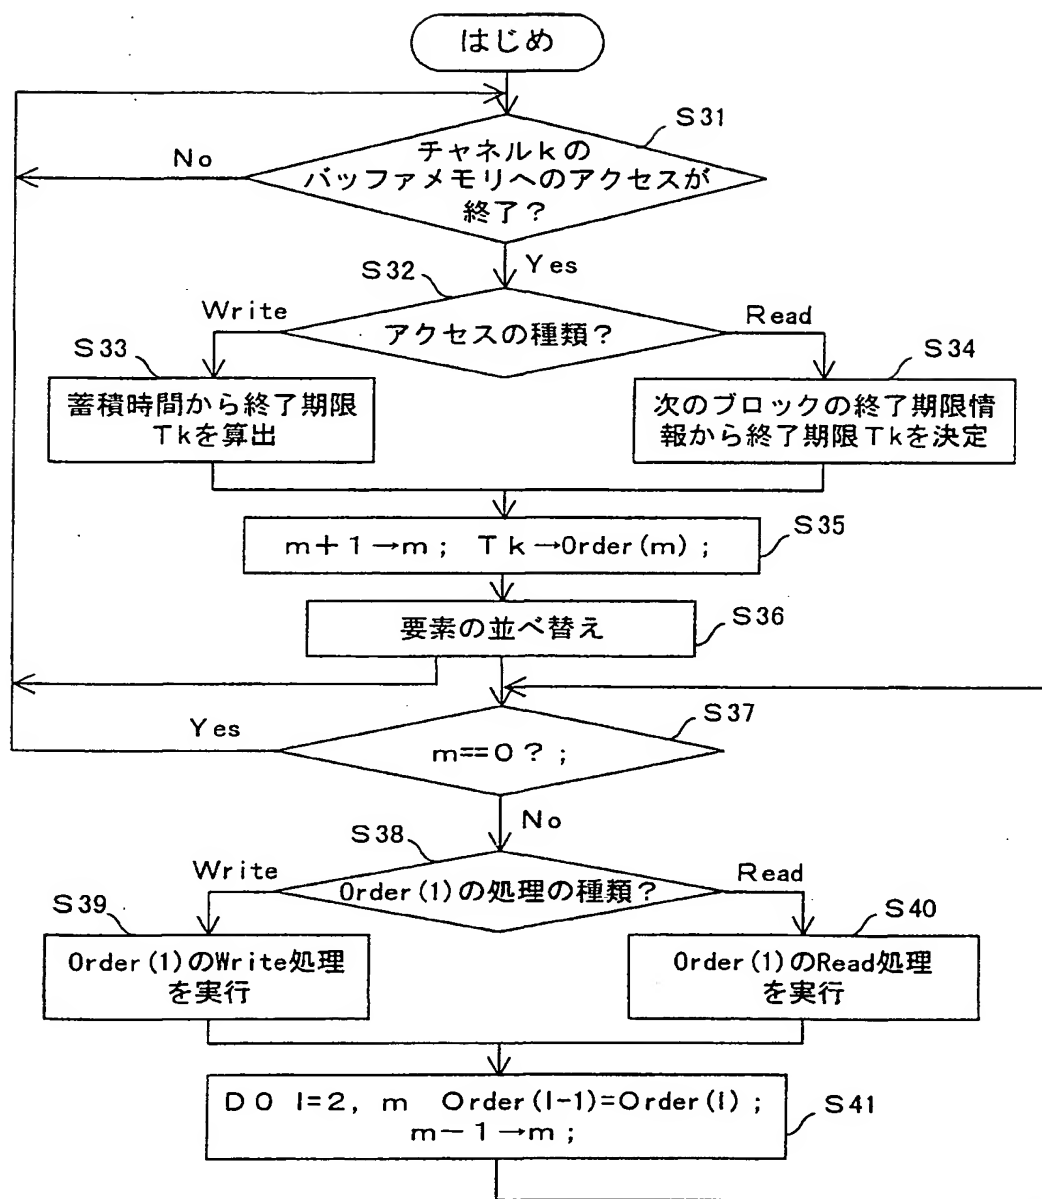 はじめ
S31
No
チャネルkの
バッファメモリへのアクセスが
終了?
Yes
S32
Write
アクセスの種類?
Read
S33
蓄積時間から終了期限
Tkを算出
S34
次のブロックの終了期限情
報から終了期限Tkを決定
S35
m+1→m; Tk→Order(m);
S36
要素の並べ替え
S37
Yes
m==0?;
No
S38
Write
Order(1)の処理の種類?
Read
S39
Order(1)のWrite処理
を実行
S40
Order(1)のRead処理
を実行
S41
DO l=2, m Order(l-1)=Order(l);
m-1→m;